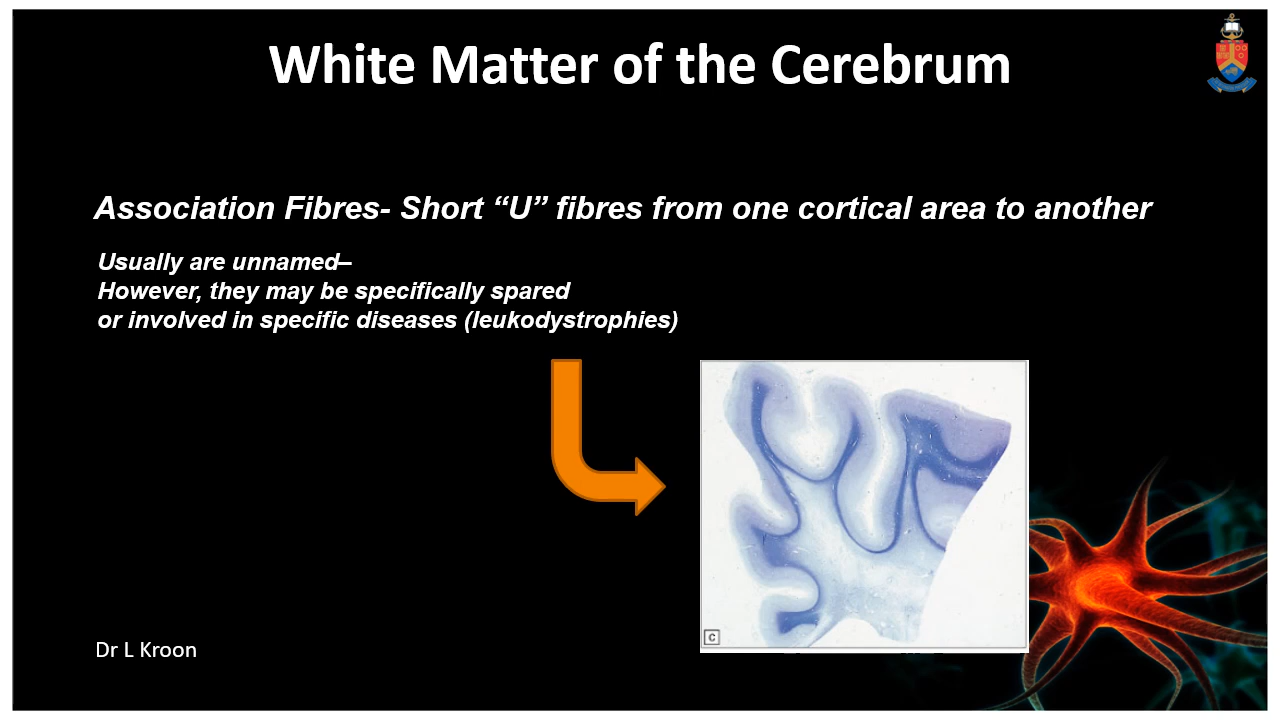 White Matter of the Cerebrum
Association Fibres- Short “U” fibres from one cortical area to another
Usually are unnamed–
However, they may be specifically spared
or involved in specific diseases (leukodystrophies)
C
Dr L Kroon